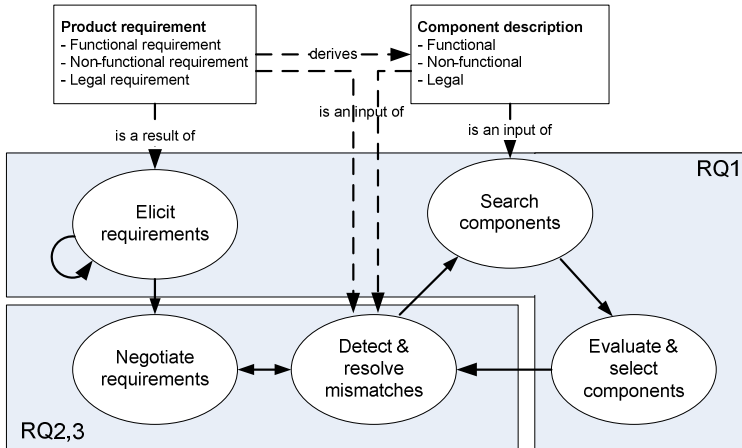 Product requirement
- Functional requirement
- Non-functional requirement
- Legal requirement
derives
Component description
- Functional
- Non-functional
- Legal
is an input of
is a result of
is an input of
RQ1
Elicit
requirements
Search
components
Negotiate
requirements
Detect &
resolve
mismatches
Evaluate &
select
components
RQ2,3